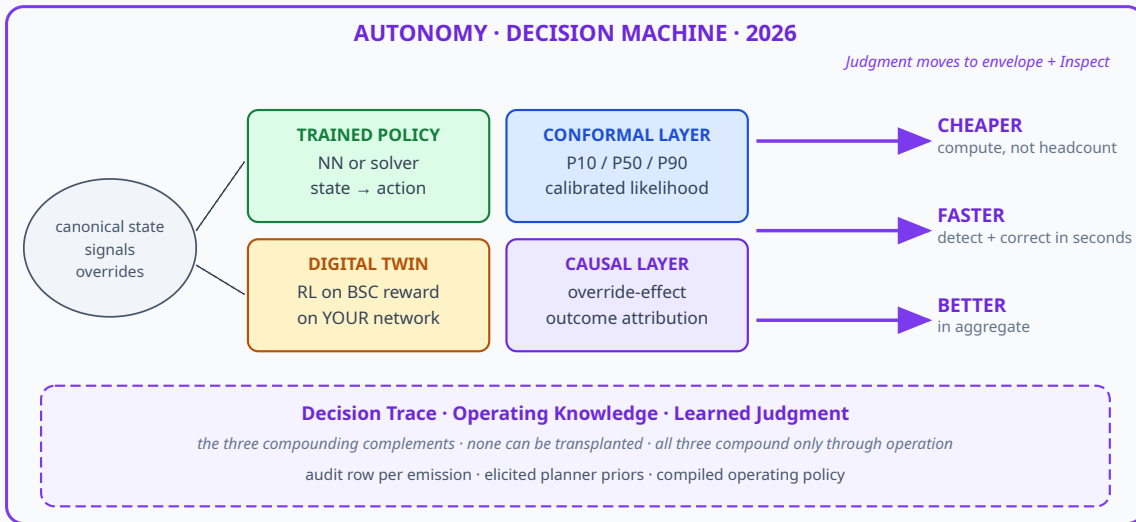 AUTONOMY · DECISION MACHINE · 2026
Judgment moves to envelope + Inspect
canonical state
signals
overrides
TRAINED POLICY
NN or solver
state → action
CONFORMAL LAYER
P10 / P50 / P90
calibrated likelihood
DIGITAL TWIN
RL on BSC reward
on YOUR network
CAUSAL LAYER
override-effect
outcome attribution
CHEAPER
compute, not headcount
FASTER
detect + correct in seconds
BETTER
in aggregate
Decision Trace · Operating Knowledge · Learned Judgment
the three compounding complements · none can be transplanted · all three compound only through operation
audit row per emission · elicited planner priors · compiled operating policy